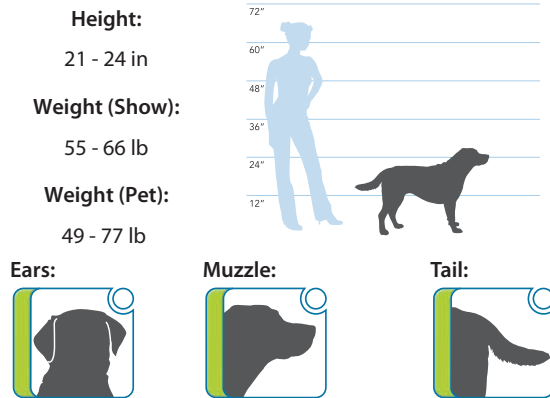 Height:
21 - 24 in
Weight (Show):
55 - 66 lb
Weight (Pet):
49 - 77 lb
72"
60"
48"
36"
24"
12"
Ears:
Muzzle:
Tail: